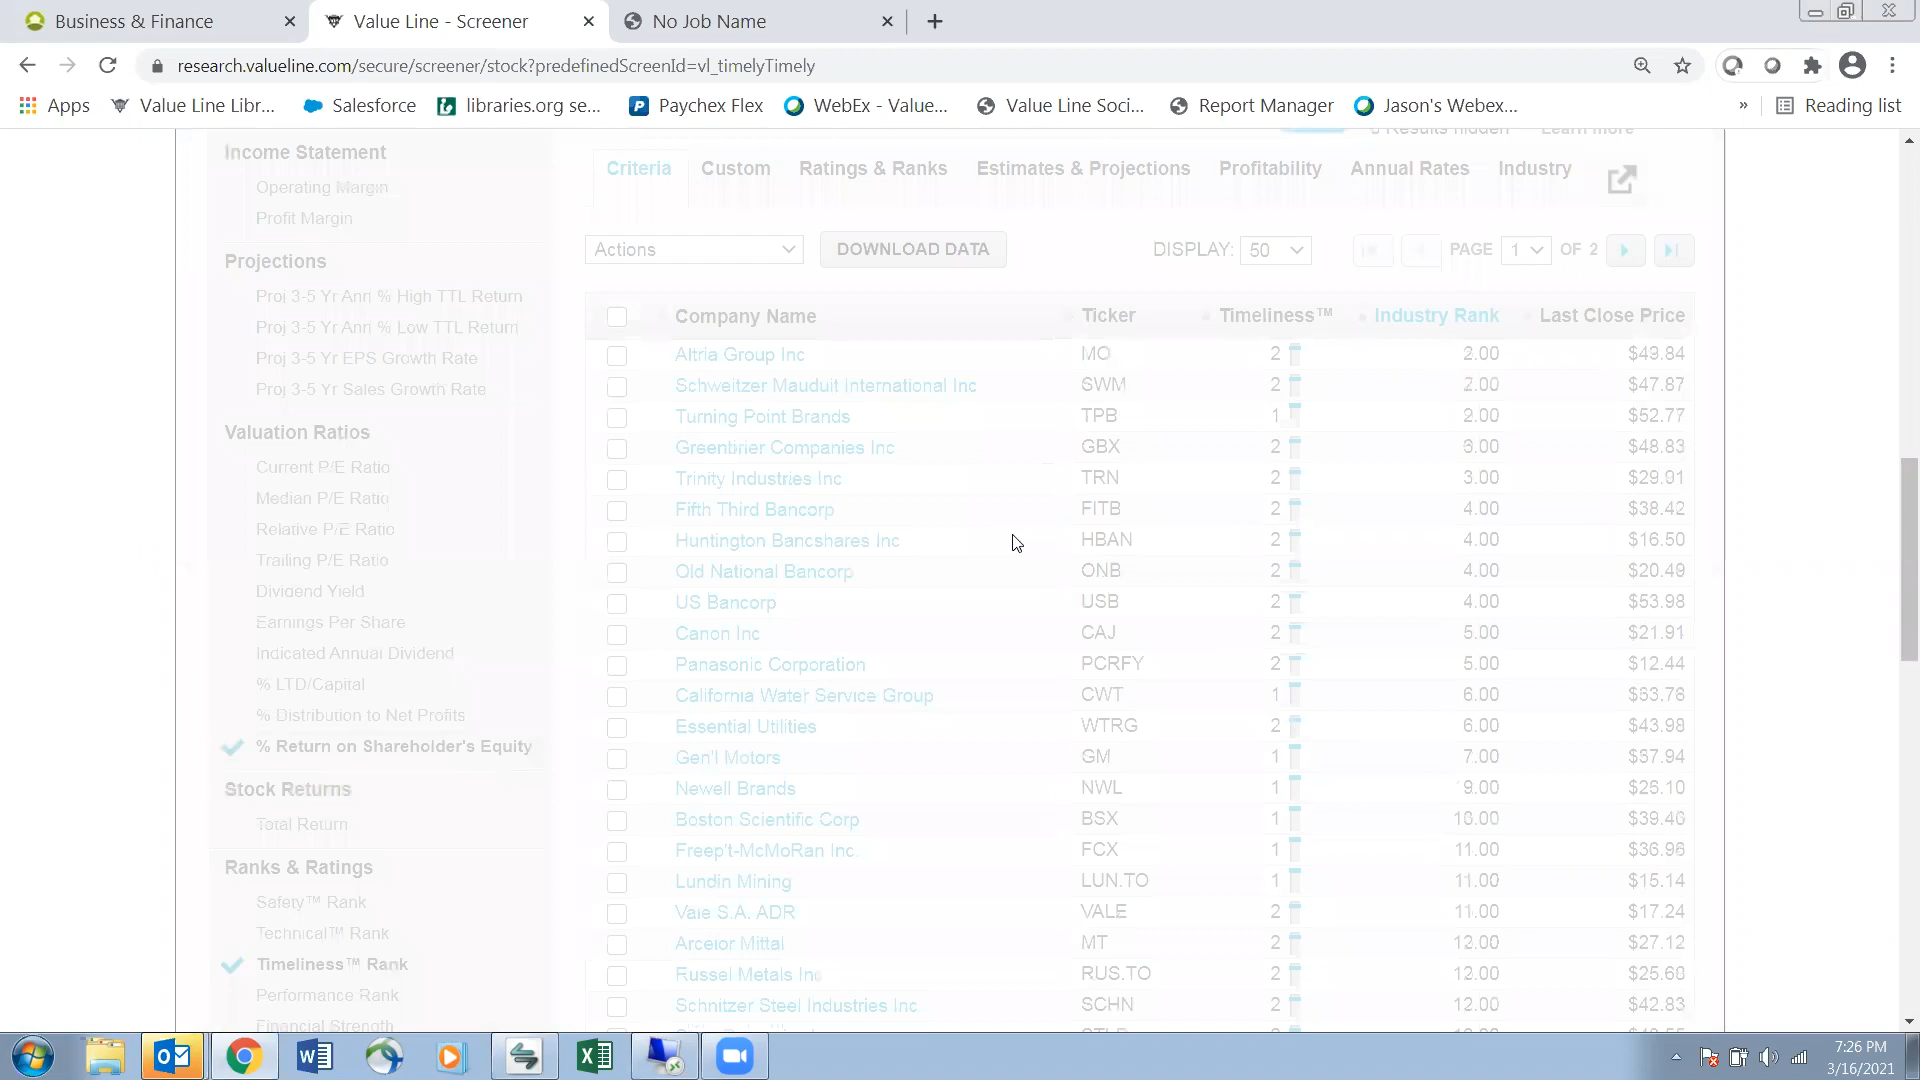 Business & Finance
Value Line - Screener
No Job Name
research.valueline.com/secure/screener/stock?predefinedScreenId=vl_timelyTimely
Apps
Value Line Libr...
Salesforce
libraries.org se...
Paychex Flex
WebEx - Value...
Value Line Soci...
Report Manager
Jason's Webex...
»
Reading list
Results hidden
Learn more
Income Statement
Operating Margin
Profit Margin
Projections
Proj 3-5 Yr Ann % High TTL Return
Proj 3-5 Yr Ann % Low TTL Return
Proj 3-5 Yr EPS Growth Rate
Proj 3-5 Yr Sales Growth Rate
Valuation Ratios
Current P/E Ratio
Median P/E Ratio
Relative P/E Ratio
Trailing P/E Ratio
Dividend Yield
Earnings Per Share
Indicated Annual Dividend
% LTD/Capital
% Distribution to Net Profits
% Return on Shareholder's Equity
Stock Returns
Total Return
Ranks & Ratings
Safety™ Rank
Technical™ Rank
Timeliness™ Rank
Performance Rank
Financial Strength
Criteria Custom Ratings & Ranks Estimates & Projections Profitability Annual Rates Industry
Actions DOWNLOAD DATA DISPLAY: 50 PAGE 1 OF 2
Company Name Ticker Timeliness™ Industry Rank Last Close Price
Altria Group Inc MO 2 2.00 $49.84
Schweitzer Mauduit International Inc SWM 2 2.00 $47.87
Turning Point Brands TPB 1 2.00 $52.77
Greenbrier Companies Inc GBX 2 3.00 $48.83
Trinity Industries Inc TRN 2 3.00 $29.91
Fifth Third Bancorp FITB 2 4.00 $38.42
Huntington Bancshares Inc HBAN 2 4.00 $16.50
Old National Bancorp ONB 2 4.00 $20.49
US Bancorp USB 2 4.00 $53.98
Canon Inc CAJ 2 5.00 $21.91
Panasonic Corporation PCRFY 2 5.00 $12.44
California Water Service Group CWT 1 6.00
Essential Utilities WTRG 2 6.00 $43.98
Gen'l Motors GM 1 7.00
Newell Brands NWL 1 9.00
Boston Scientific Corp BSX 1 10.00
Freep't-McMoRan Inc. FCX 1 11.00
Lundin Mining LUN.TO 1 11.00 $15.14
Vale S.A. ADR VALE 2 11.00 $17.24
Arcelor Mittal MT 2 12.00 $27.12
Russel Metals Inc RUS.TO 2 12.00
Schnitzer Steel Industries Inc SCHN 2 12.00 $42.83
7:26 PM
3/16/2021